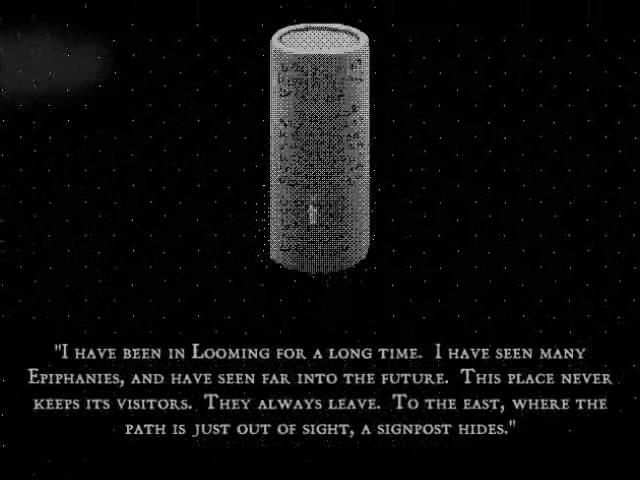 "I have been in Looming for a long time.  I have seen many
Epiphanies, and have seen far into the future.  This place never
keeps its visitors.  They always leave.  To the east, where the
path is just out of sight, a signpost hides."